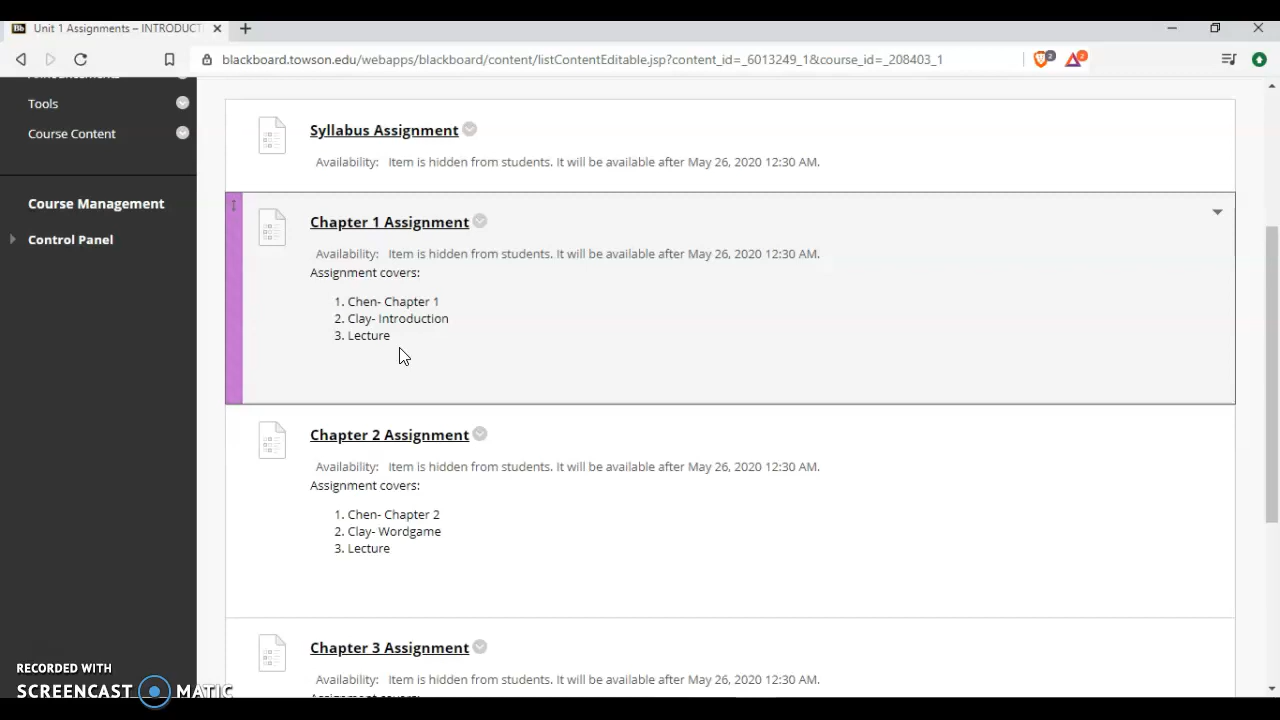 Unit 1 Assignments – INTRODUCT
blackboard.towson.edu/webapps/blackboard/content/listContentEditable.jsp?content_id=_6013249_1&course_id=_208403_1
2
2
Announcements
Tools
Course Content
Course Management
Control Panel
Syllabus Assignment
Availability: Item is hidden from students. It will be available after May 26, 2020 12:30 AM.
Chapter 1 Assignment
Availability: Item is hidden from students. It will be available after May 26, 2020 12:30 AM.
Assignment covers:
1. Chen- Chapter 1
2. Clay- Introduction
3. Lecture
Chapter 2 Assignment
Availability: Item is hidden from students. It will be available after May 26, 2020 12:30 AM.
Assignment covers:
1. Chen- Chapter 2
2. Clay- Wordgame
3. Lecture
Chapter 3 Assignment
Availability: Item is hidden from students. It will be available after May 26, 2020 12:30 AM.
Assignment covers:
RECORDED WITH
SCREENCAST MATIC